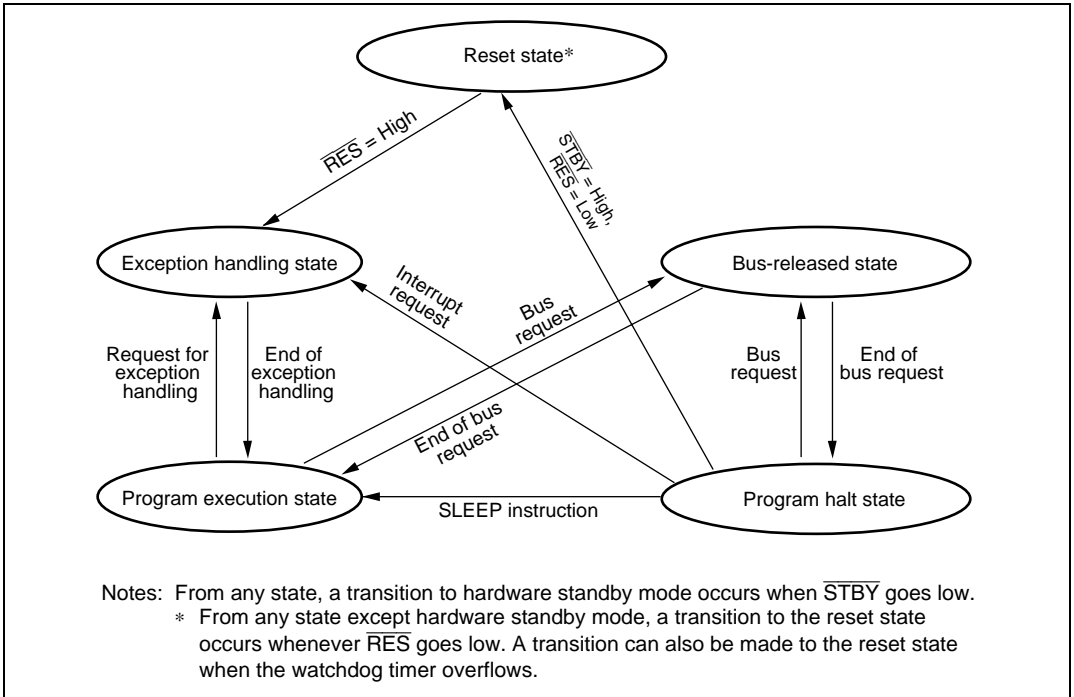 Reset state*
RES = High
STBY = High,
RES = Low
Exception handling state
Bus-released state
Interrupt
request
Bus
request
Request for
exception
handling
End of
exception
handling
Bus
request
End of
bus request
End of bus
request
Program execution state
SLEEP instruction
Program halt state
Notes: From any state, a transition to hardware standby mode occurs when STBY goes low.
* From any state except hardware standby mode, a transition to the reset state
occurs whenever RES goes low. A transition can also be made to the reset state
when the watchdog timer overflows.